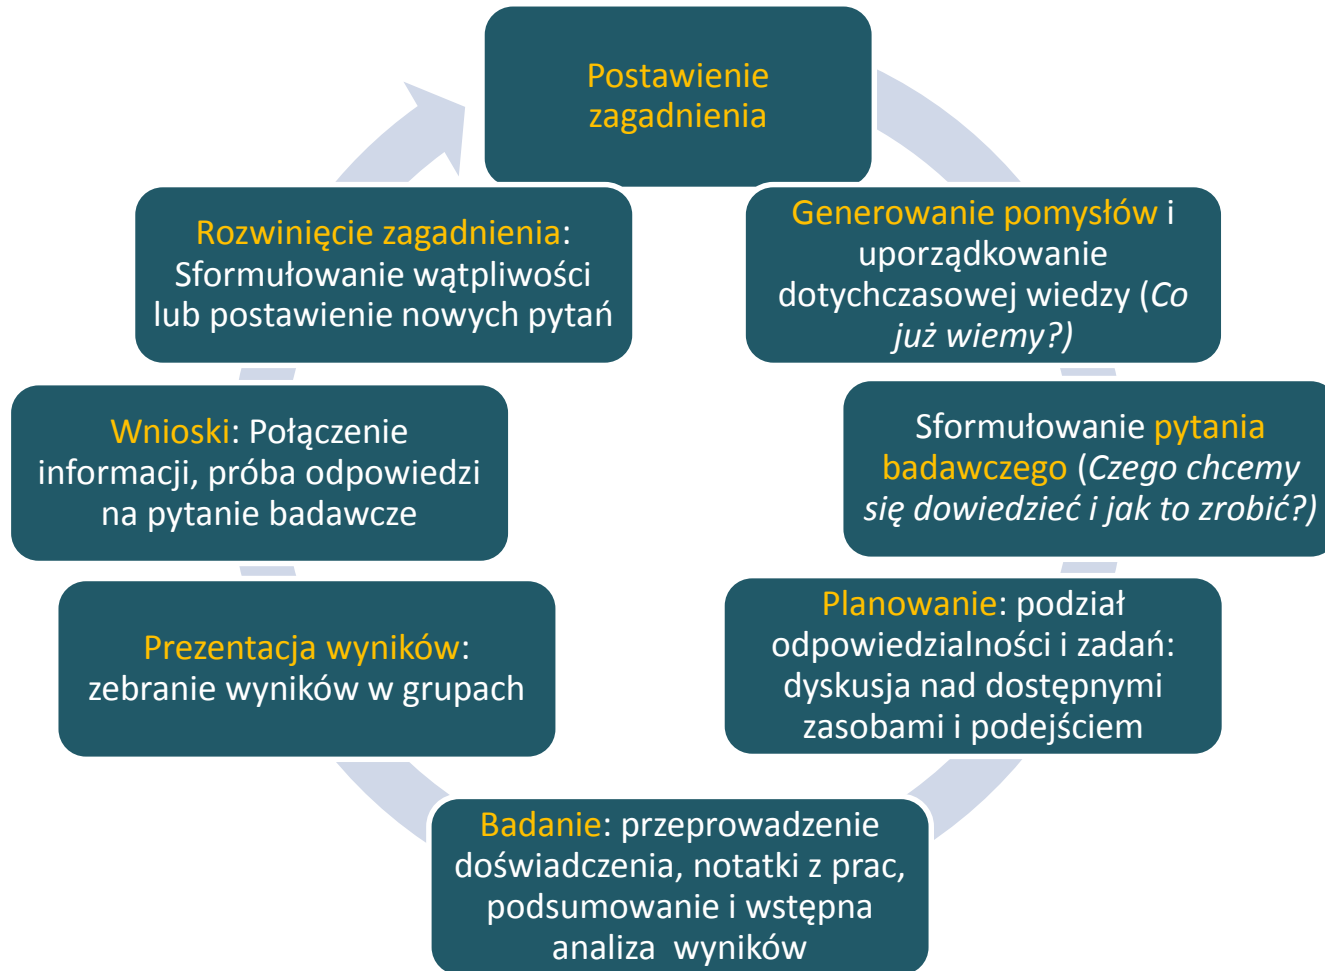 Postawienie
zagadnienia
Generowanie pomysłów i
uporządkowanie
dotychczasowej wiedzy (Co
już wiemy?)
Sformułowanie pytania
badawczego (Czego chcemy
się dowiedzieć i jak to zrobić?)
Planowanie: podział
odpowiedzialności i zadań:
dyskusja nad dostępnymi
zasobami i podejściem
Badanie: przeprowadzenie
doświadczenia, notatki z prac,
podsumowanie i wstępna
analiza  wyników
Prezentacja wyników:
zebranie wyników w grupach
Wnioski: Połączenie
informacji, próba odpowiedzi
na pytanie badawcze
Rozwinięcie zagadnienia:
Sformułowanie wątpliwości
lub postawienie nowych pytań